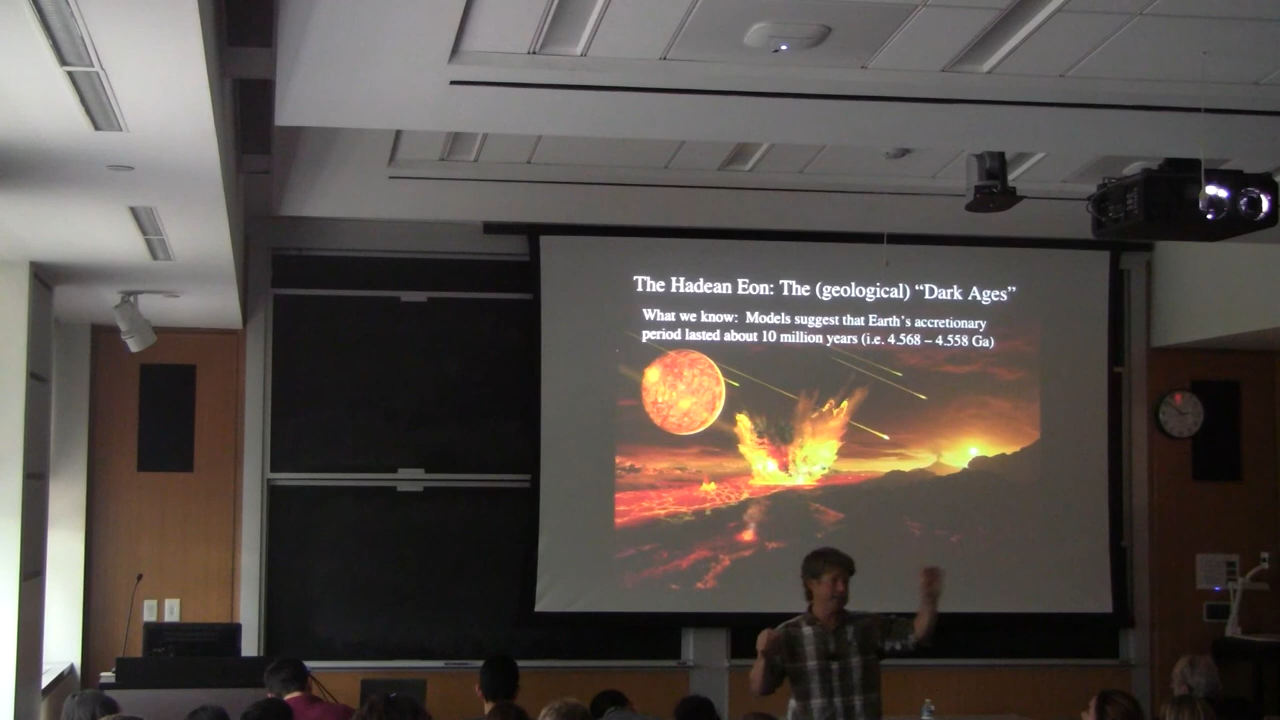 The Hadean Eon: The (geological) “Dark Ages”
What we know: Models suggest that Earth’s accretionary
period lasted about 10 million years (i.e. 4.568 – 4.558 Ga)